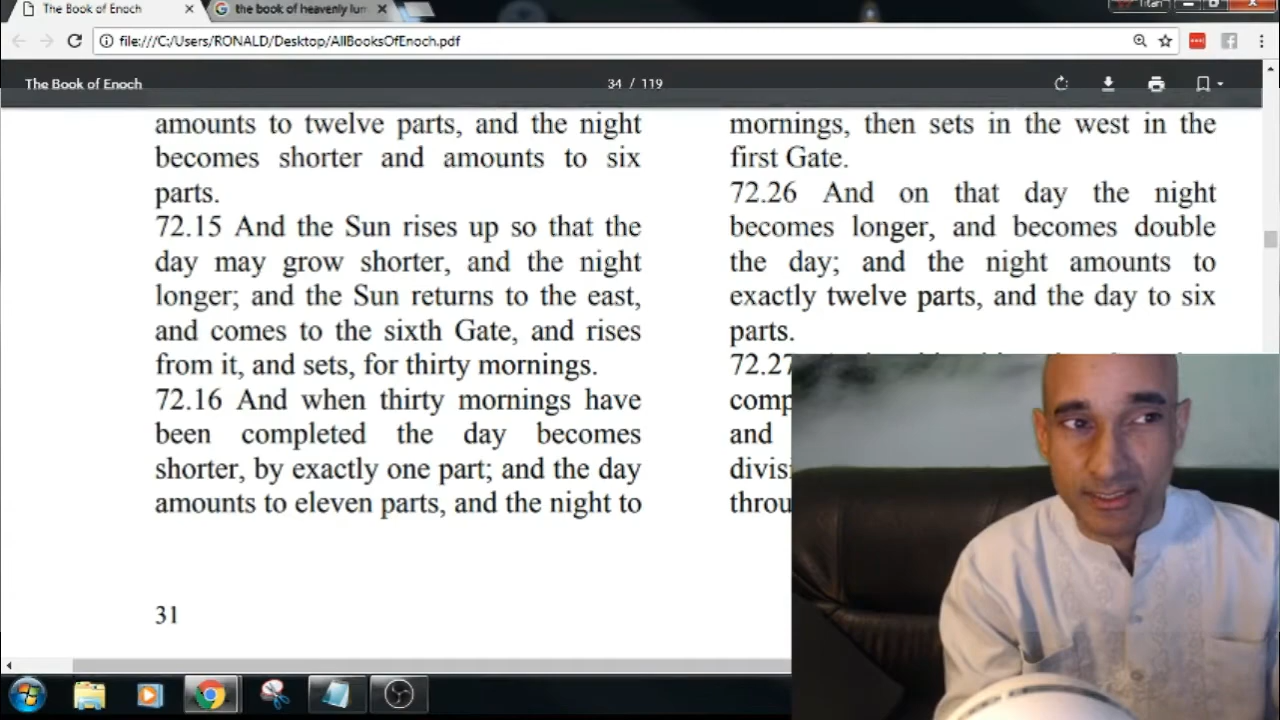 The Book of Enoch
the book of heavenly lun
Titan
file:///C:/Users/RONALD/Desktop/AllBooksOfEnoch.pdf
The Book of Enoch
34 / 119
amounts to twelve parts, and the night
becomes shorter and amounts to six
parts.
72.15 And the Sun rises up so that the
day may grow shorter, and the night
longer; and the Sun returns to the east,
and comes to the sixth Gate, and rises
from it, and sets, for thirty mornings.
72.16 And when thirty mornings have
been completed the day becomes
shorter, by exactly one part; and the day
amounts to eleven parts, and the night to
31
mornings, then sets in the west in the
first Gate.
72.26 And on that day the night
becomes longer, and becomes double
the day; and the night amounts to
exactly twelve parts, and the day to six
parts.
72.27
comp
and
divisi
throu